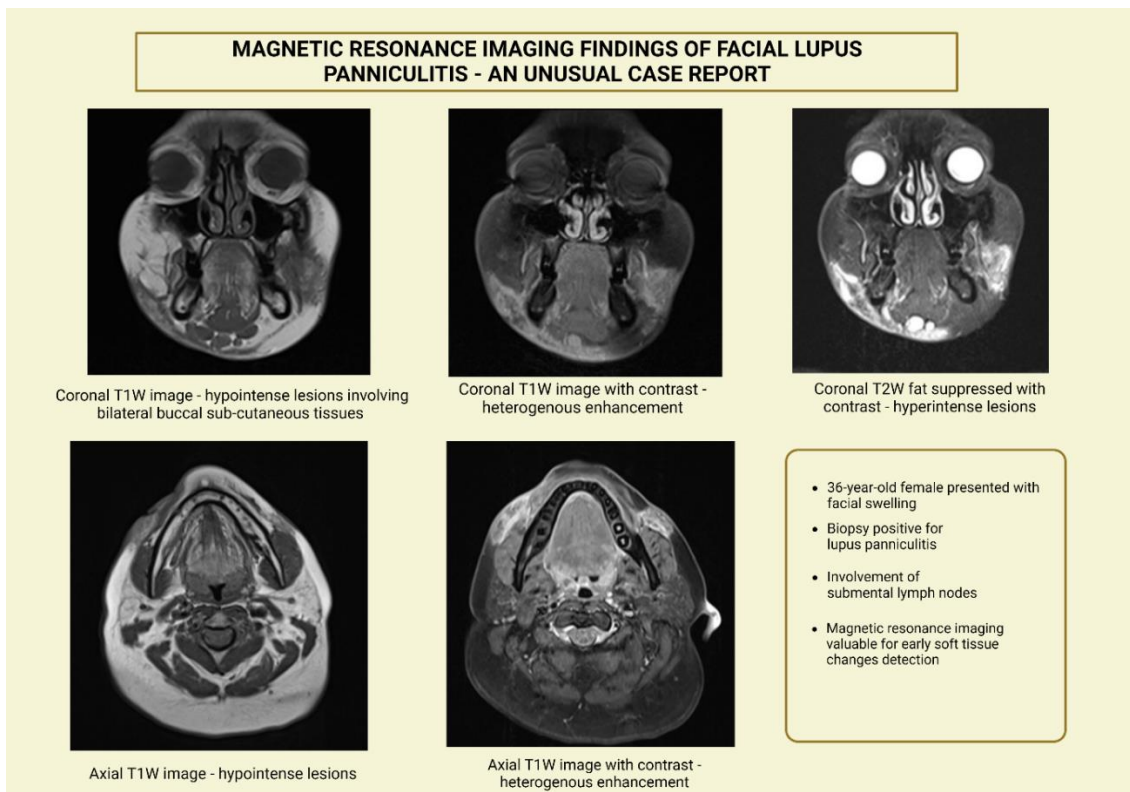 MAGNETIC RESONANCE IMAGING FINDINGS OF FACIAL LUPUS
PANNICULITIS - AN UNUSUAL CASE REPORT
Coronal T1W image - hypointense lesions involving
bilateral buccal sub-cutaneous tissues
Coronal T1W image with contrast -
heterogenous enhancement
Coronal T2W fat suppressed with
contrast - hyperintense lesions
Axial T1W image - hypointense lesions
Axial T1W image with contrast -
heterogenous enhancement
• 36-year-old female presented with
facial swelling
• Biopsy positive for
lupus panniculitis
• Involvement of
submental lymph nodes
• Magnetic resonance imaging
valuable for early soft tissue
changes detection